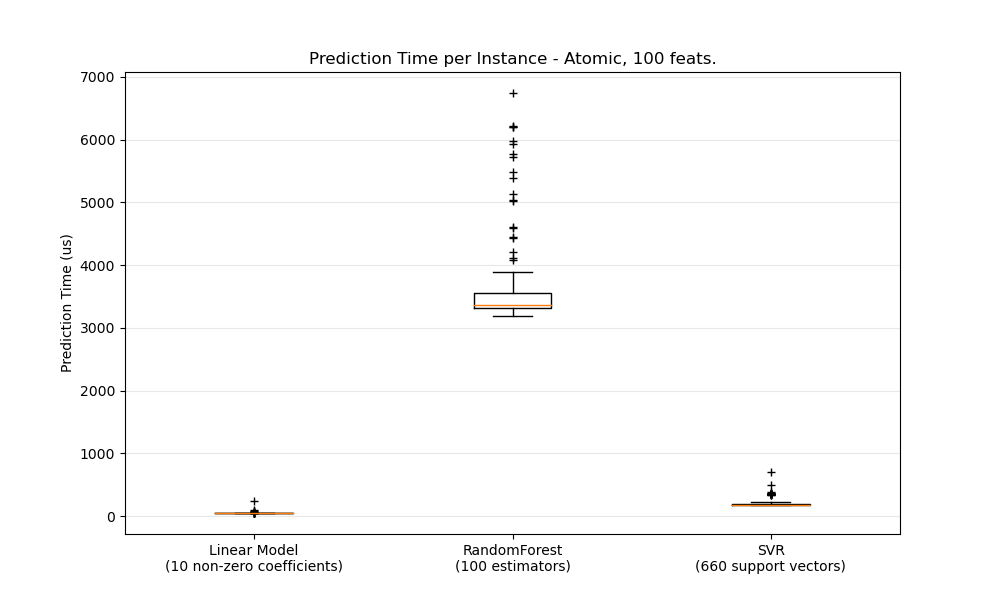 Prediction Time per Instance - Atomic, 100 feats.
7000
6000
5000
4000
3000
2000
1000
0
Prediction Time (us)
Linear Model
(10 non-zero coefficients)
RandomForest
(100 estimators)
SVR
(660 support vectors)